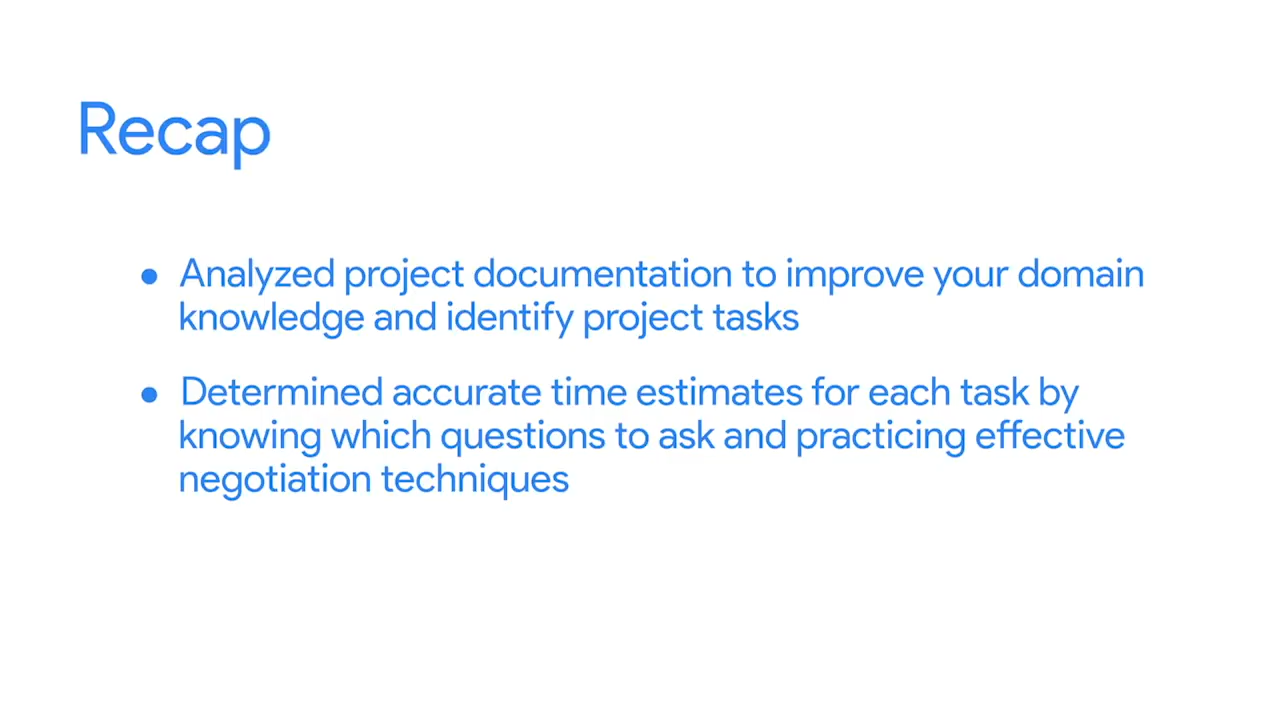 Recap
● Analyzed project documentation to improve your domain
knowledge and identify project tasks
● Determined accurate time estimates for each task by
knowing which questions to ask and practicing effective
negotiation techniques